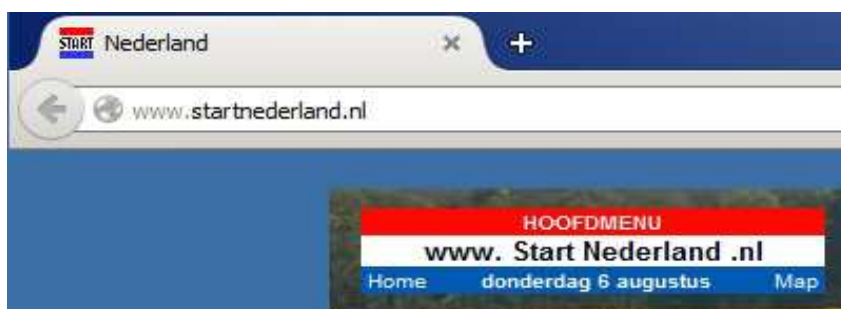 START Nederland
www.startnederland.nl
HOOFDMENU
www. Start Nederland .nl
Home donderdag 6 augustus Map